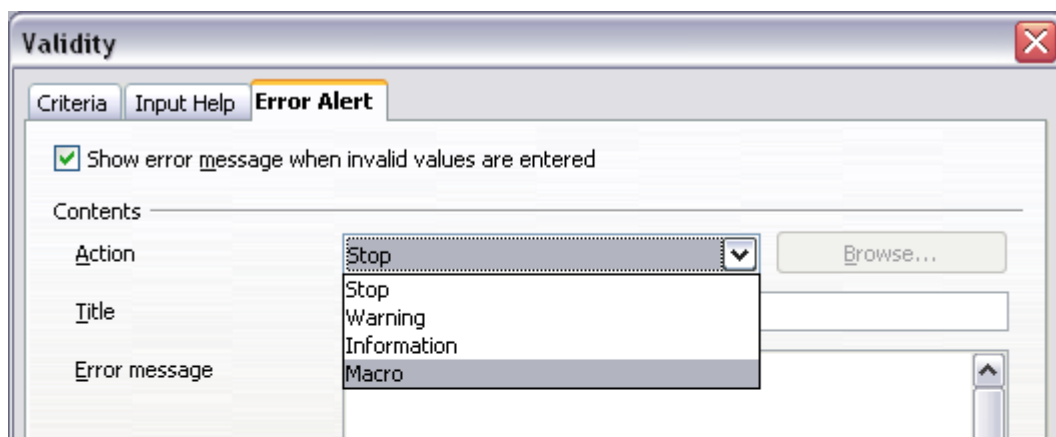 Validity
Criteria Input Help Error Alert
Show error message when invalid values are entered
Contents
Action Stop Browse...
Stop
Title
Warning
Information
Error message
Macro